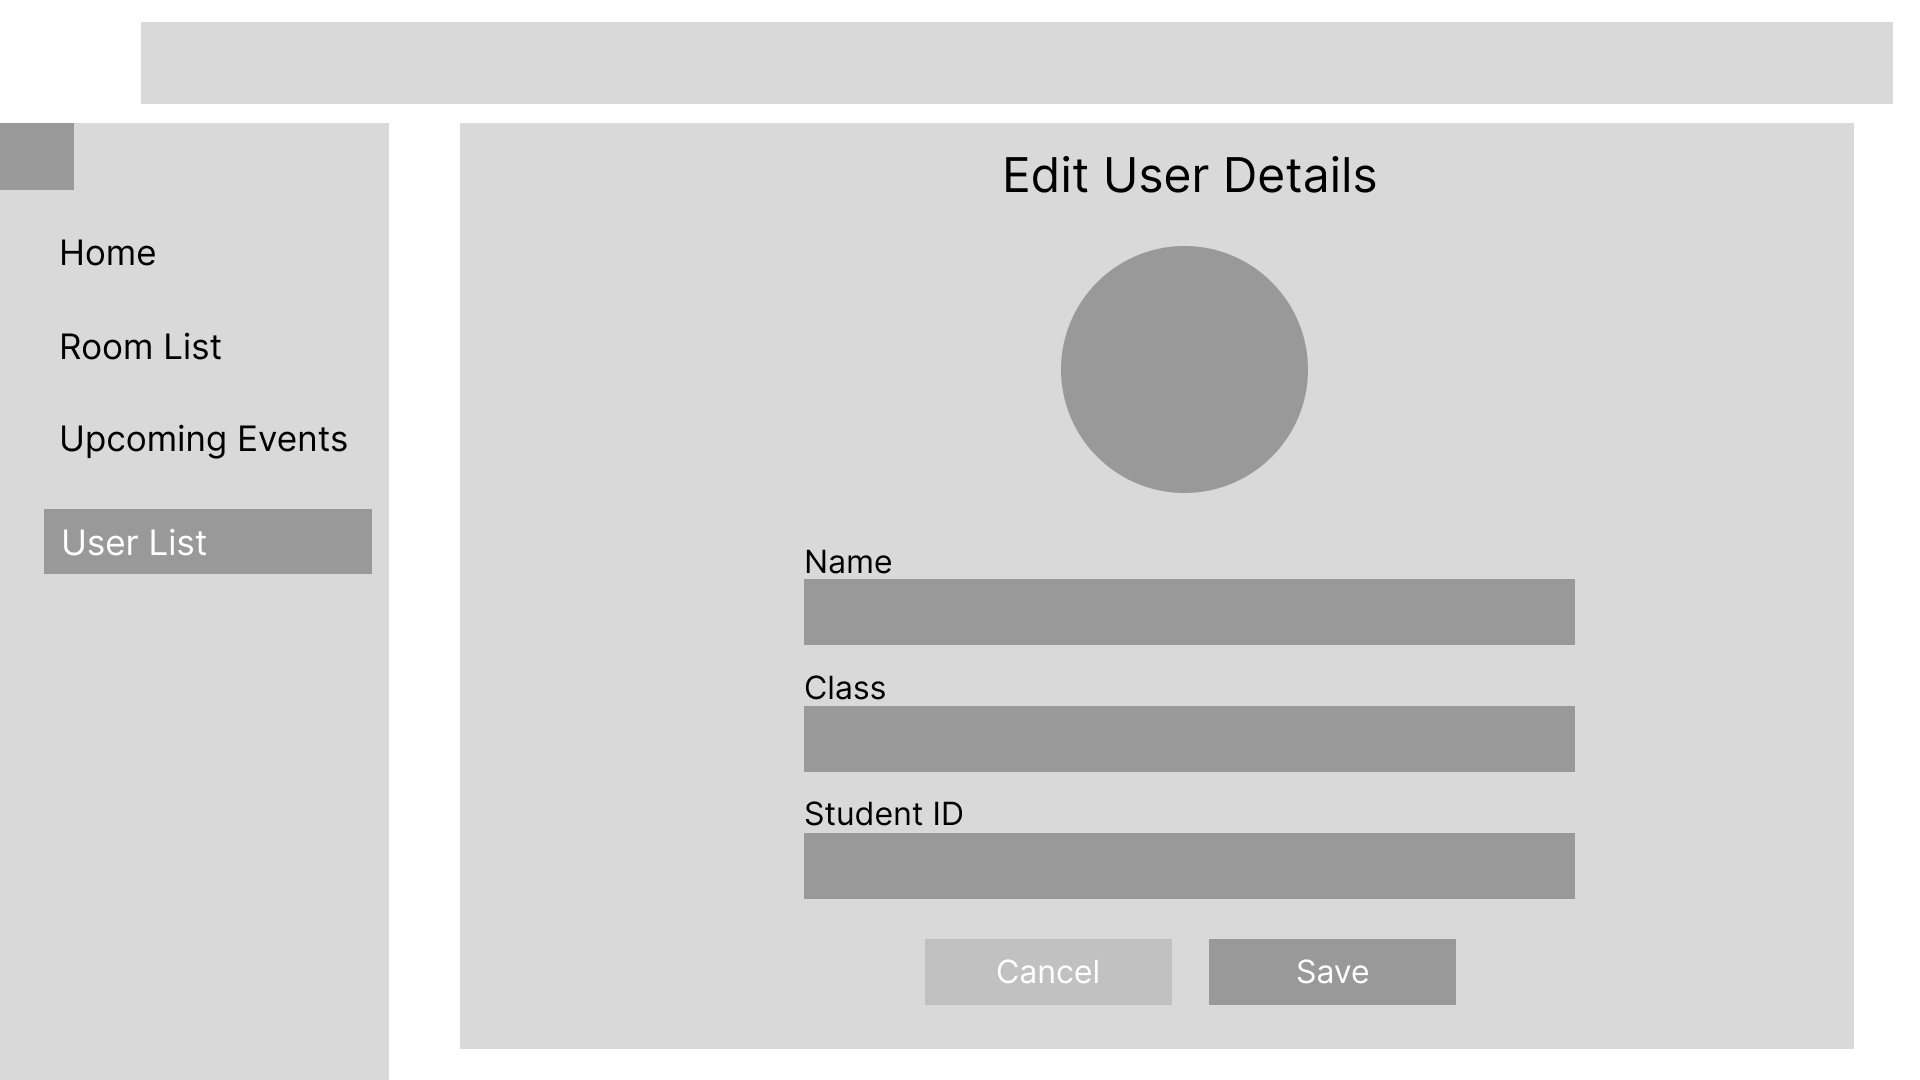 Home
Room List
Upcoming Events
User List
Edit User Details
Name
Class
Student ID
Cancel
Save